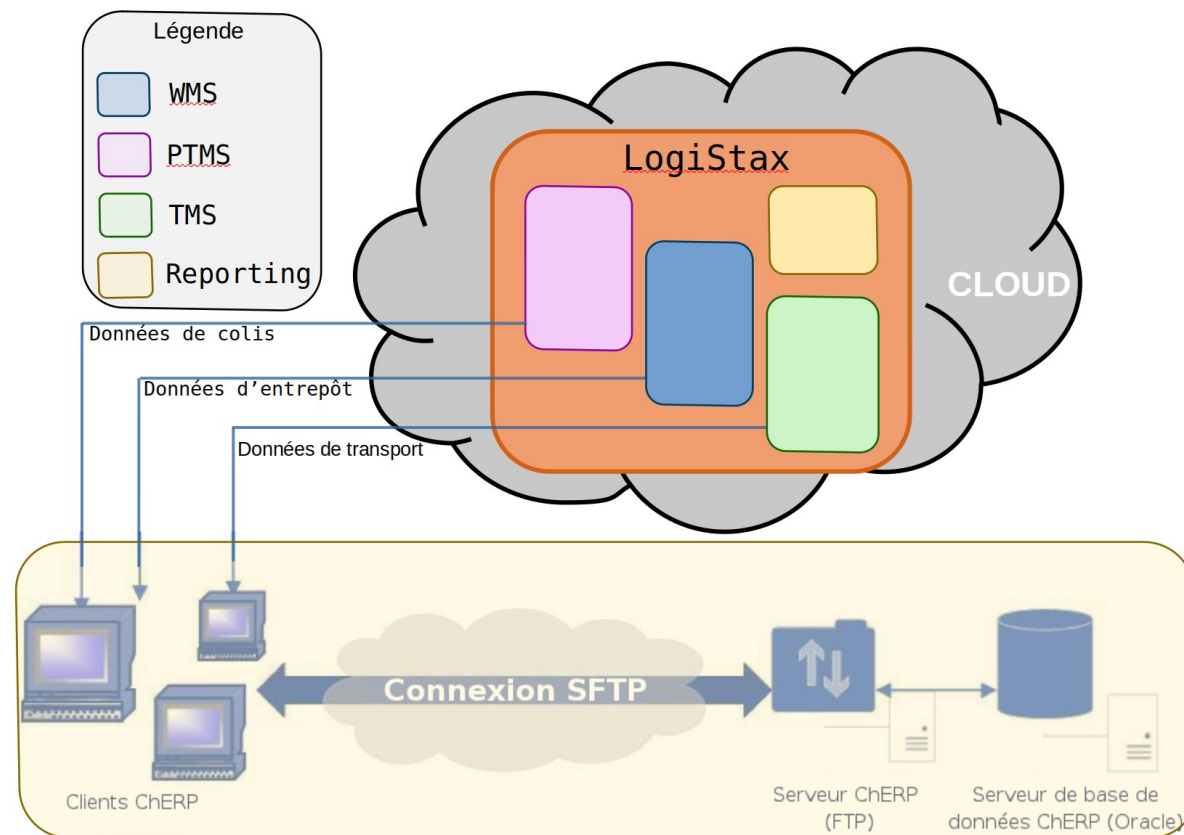 Légende
WMS
PTMS
TMS
Reporting
LogiStax
CLOUD
Données de colis
Données d’entrepôt
Données de transport
Connexion SFTP
Clients ChERP
Serveur ChERP
(FTP)
Serveur de base de
données ChERP (Oracle)